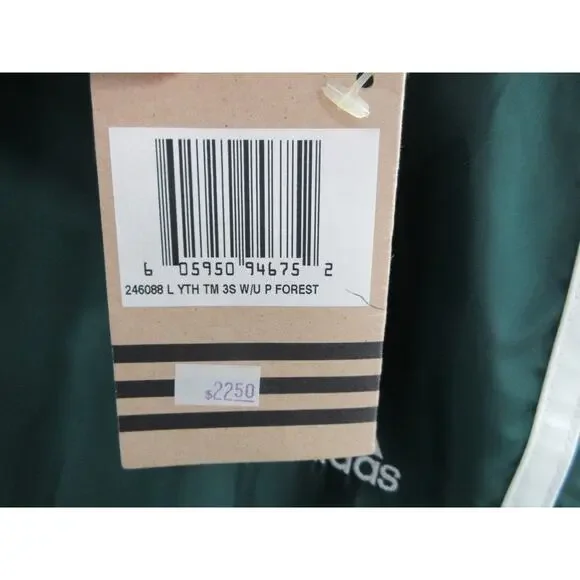 6 05950 94675 2
246088 L YTH TM 3S W/U P FOREST
$2250
adidas